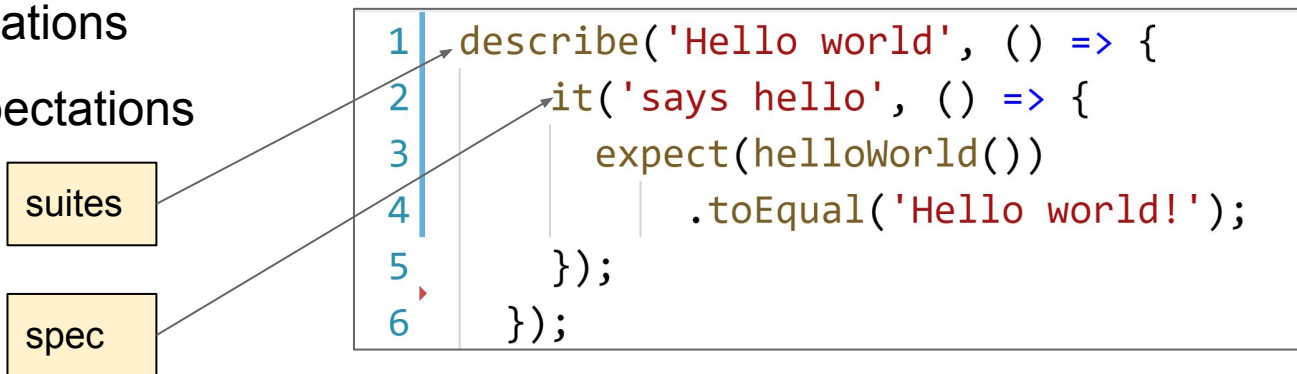 ations
pectations
suites
spec
1 describe('Hello world', () => {
2 it('says hello', () => {
3 expect(helloWorld())
4 .toEqual('Hello world!');
5 });
6 });